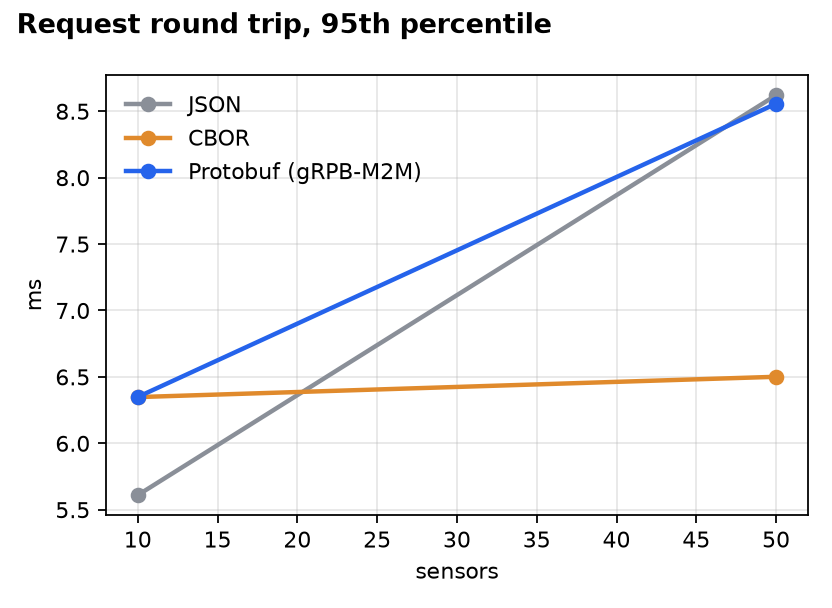 Request round trip, 95th percentile
JSON
CBOR
Protobuf (gRPB-M2M)
8.5
8.0
7.5
7.0
6.5
6.0
5.5
ms
10 15 20 25 30 35 40 45 50
sensors